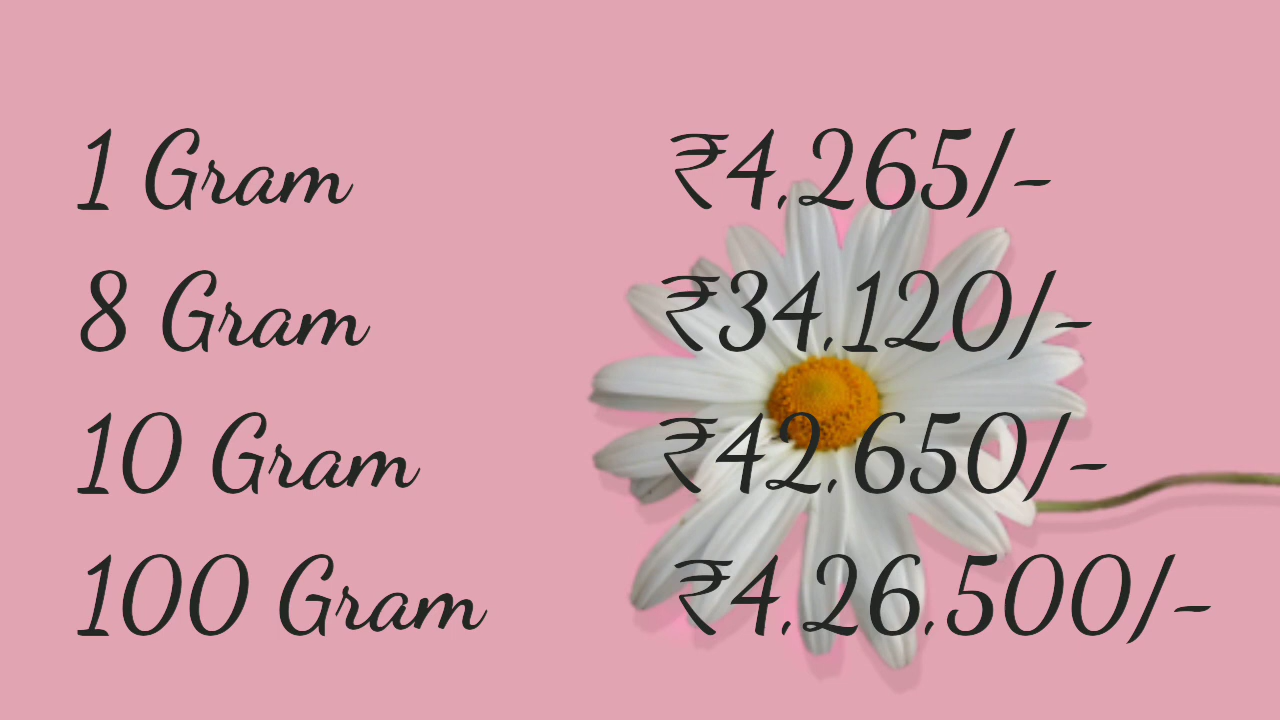 1 Gram ₹4,265/-
8 Gram ₹34,120/-
10 Gram ₹42,650/-
100 Gram ₹4,26,500/-